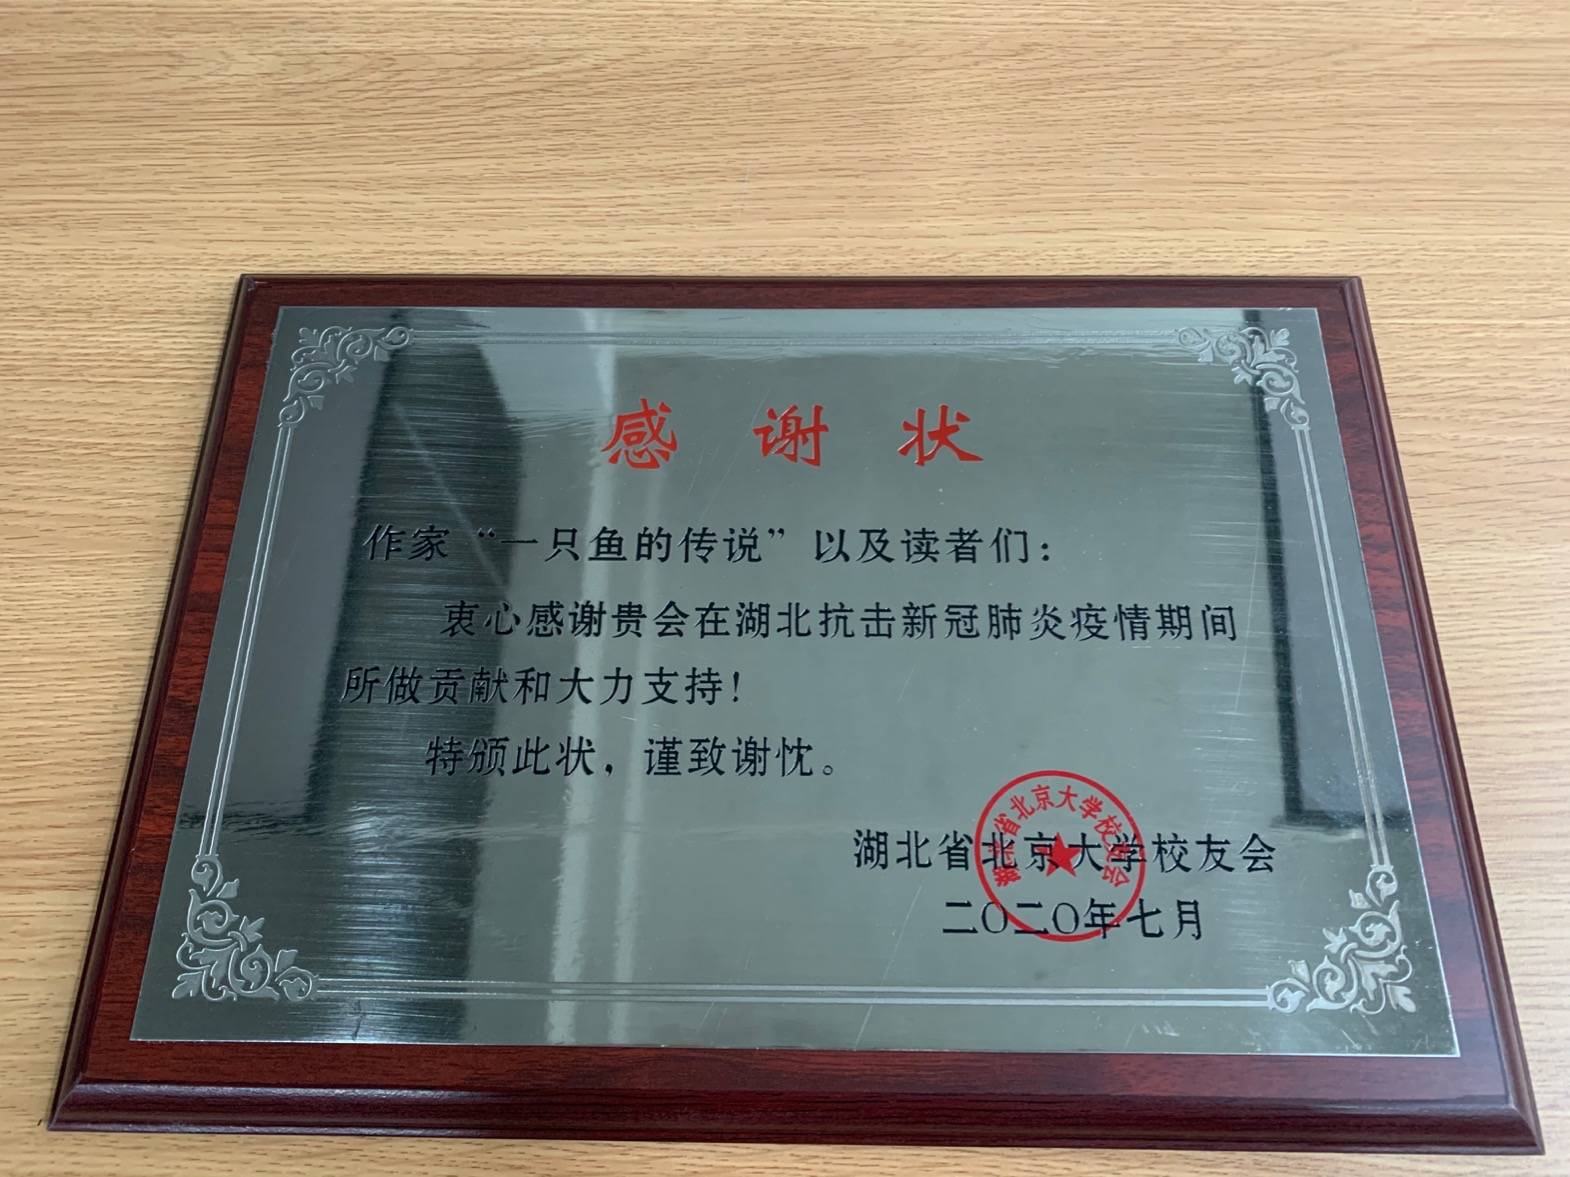 感谢状
作家“一只鱼的传说”以及读者们：
衷心感谢贵会在湖北抗击新冠肺炎疫情期间
所做贡献和大力支持！
特颁此状，谨致谢忱。
湖北省北京大学校友会
二〇二〇年七月
湖北省北京大学校友会